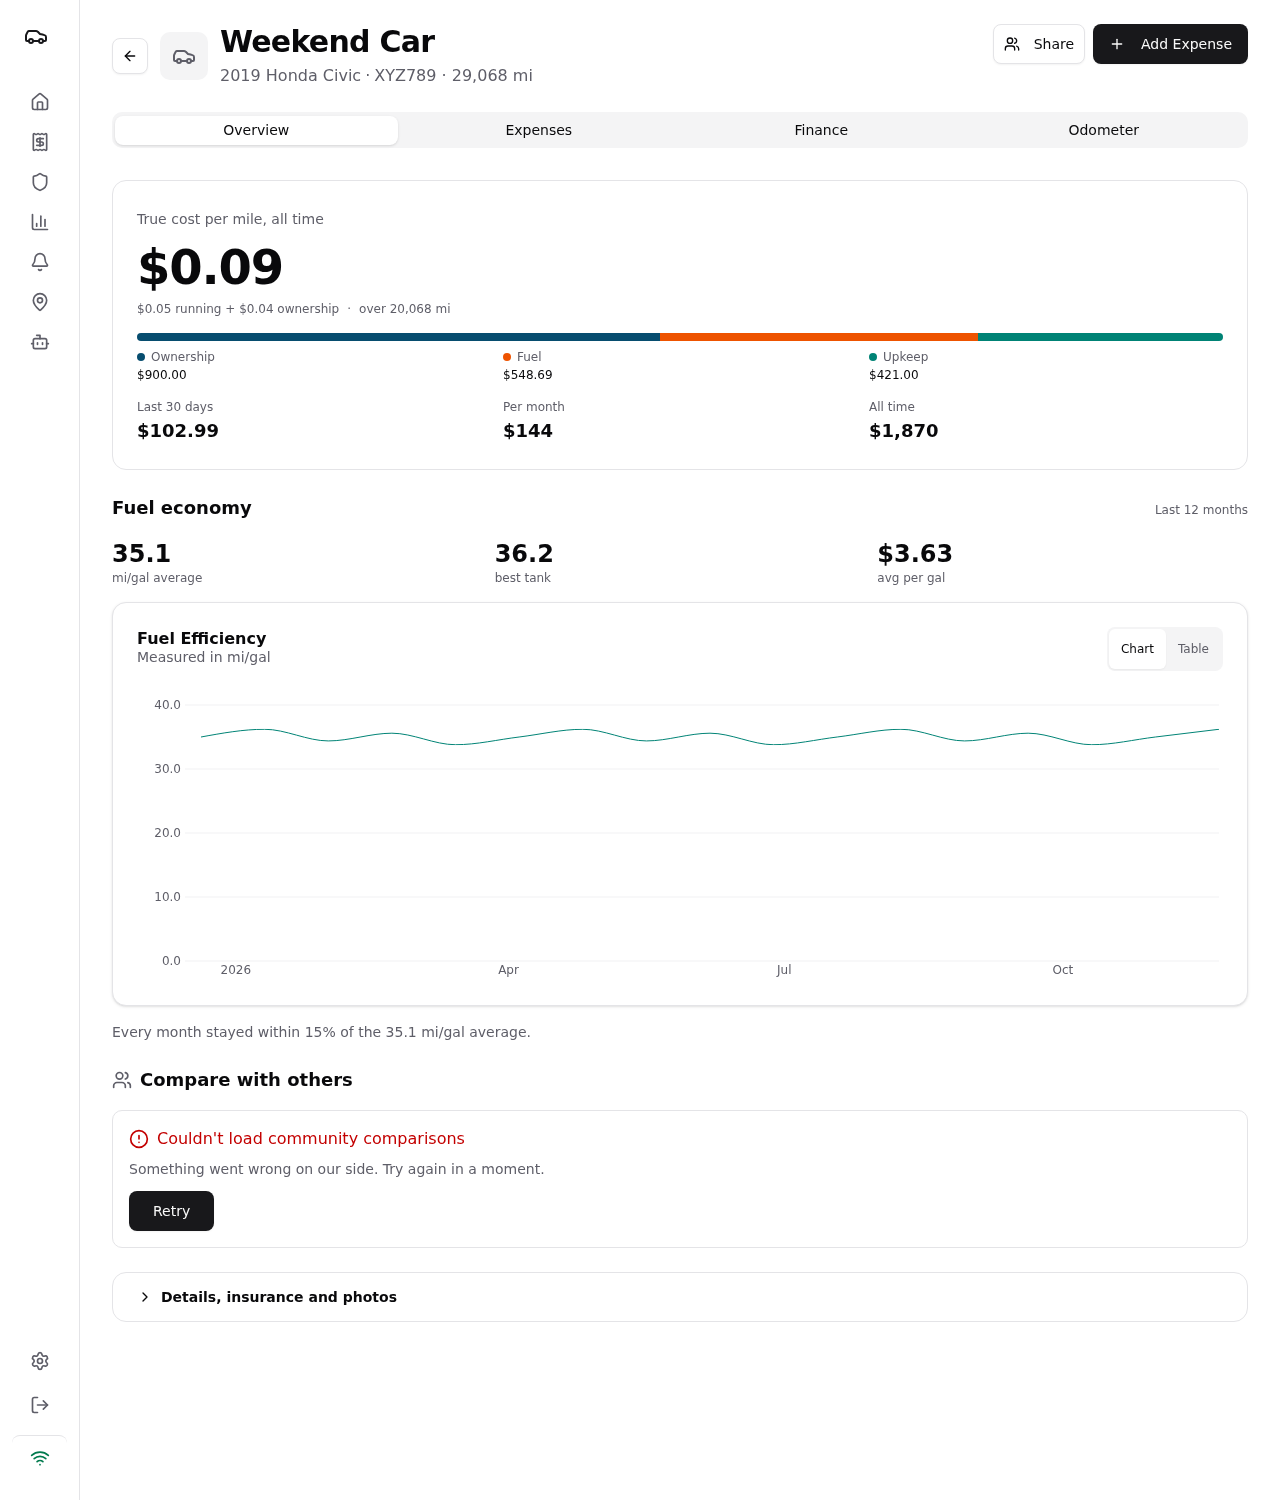 Weekend Car
2019 Honda Civic · XYZ789 · 29,068 mi
Share
Add Expense
Overview
Expenses
Finance
Odometer
True cost per mile, all time
$0.09
$0.05 running + $0.04 ownership · over 20,068 mi
Ownership
$900.00
Fuel
$548.69
Upkeep
$421.00
Last 30 days
$102.99
Per month
$144
All time
$1,870
Fuel economy
Last 12 months
35.1
mi/gal average
36.2
best tank
$3.63
avg per gal
Fuel Efficiency
Measured in mi/gal
Chart
Table
40.0
30.0
20.0
10.0
0.0
2026
Apr
Jul
Oct
Every month stayed within 15% of the 35.1 mi/gal average.
Compare with others
Couldn't load community comparisons
Something went wrong on our side. Try again in a moment.
Retry
Details, insurance and photos